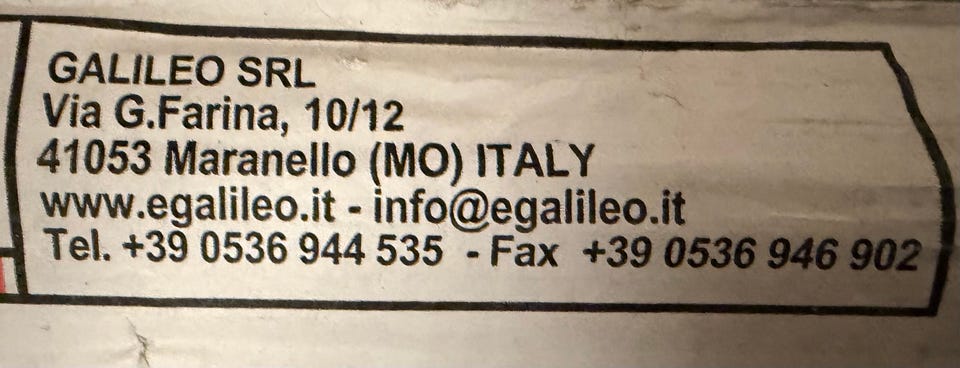 GALILEO SRL
Via G.Farina, 10/12
41053 Maranello (MO) ITALY
www.egalileo.it - info@egalileo.it
Tel. +39 0536 944 535 - Fax +39 0536 946 902